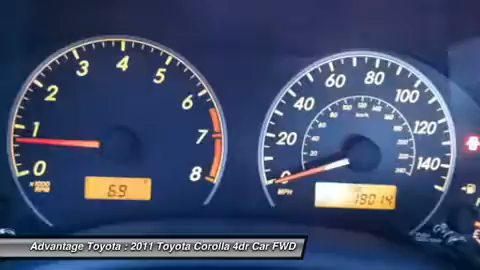 0 1 2 3 4 5 6 7 8
x1000 RPM
69
0 20 40 60 80 100 120 140
km/h
MPH
19014
Advantage Toyota : 2011 Toyota Corolla 4dr Car FWD